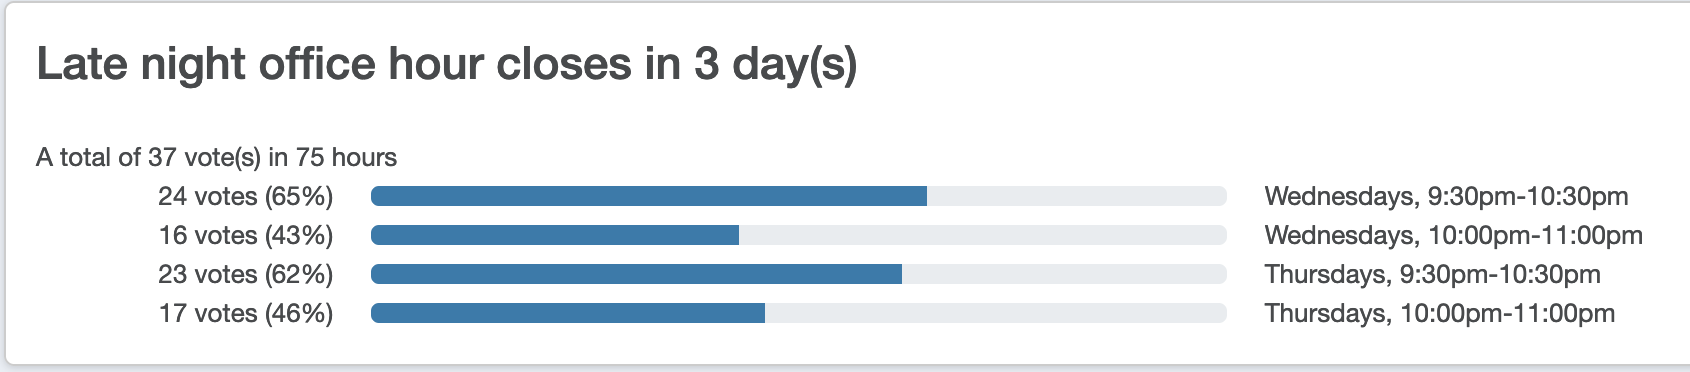 Late night office hour closes in 3 day(s)
A total of 37 vote(s) in 75 hours
24 votes (65%) Wednesdays, 9:30pm-10:30pm
16 votes (43%) Wednesdays, 10:00pm-11:00pm
23 votes (62%) Thursdays, 9:30pm-10:30pm
17 votes (46%) Thursdays, 10:00pm-11:00pm